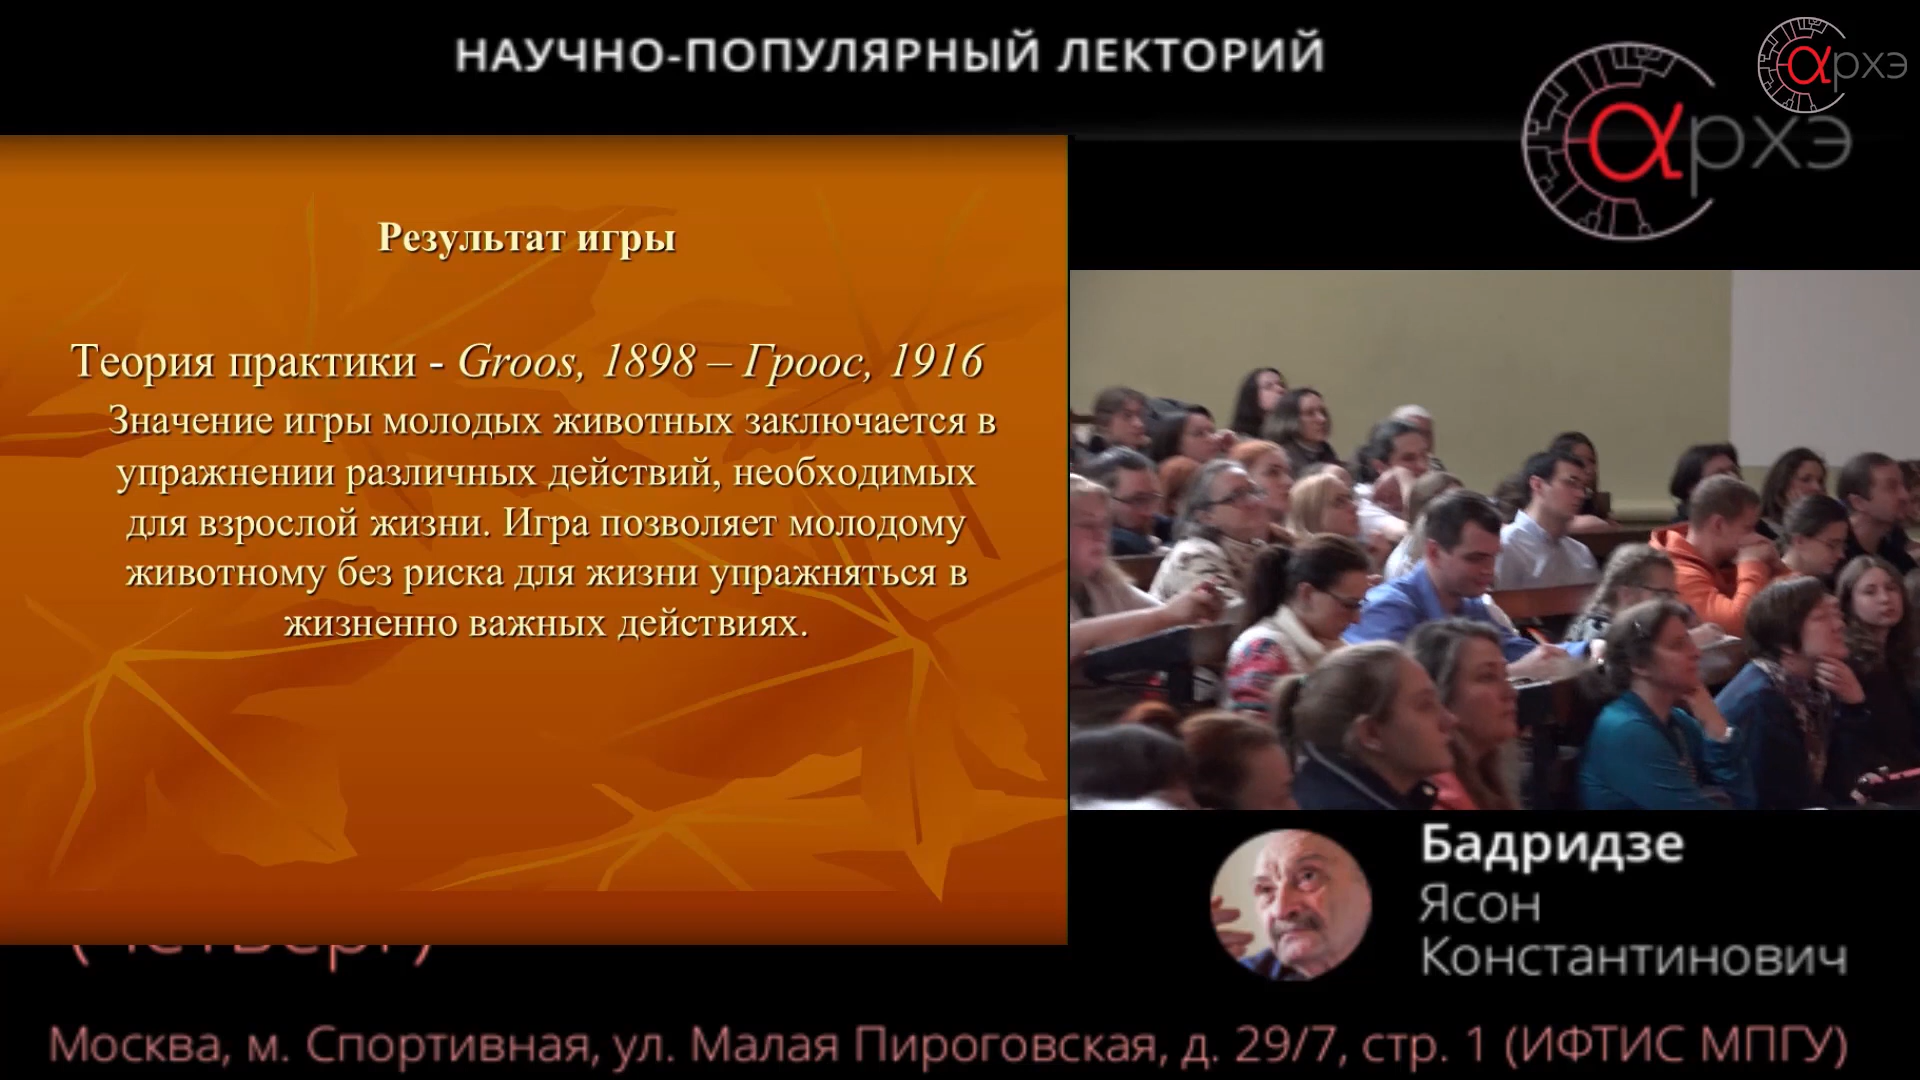 НАУЧНО-ПОПУЛЯРНЫЙ ЛЕКТОРИЙ
αрхэ
αрхэ
Результат игры
Теория практики - Groos, 1898 – Гроос, 1916
Значение игры молодых животных заключается в
упражнении различных действий, необходимых
для взрослой жизни. Игра позволяет молодому
животному без риска для жизни упражняться в
жизненно важных действиях.
Бадридзе
Ясон
Константинович
(Четверг)
Москва, м. Спортивная, ул. Малая Пироговская, д. 29/7, стр. 1 (ИФТИС МПГУ)